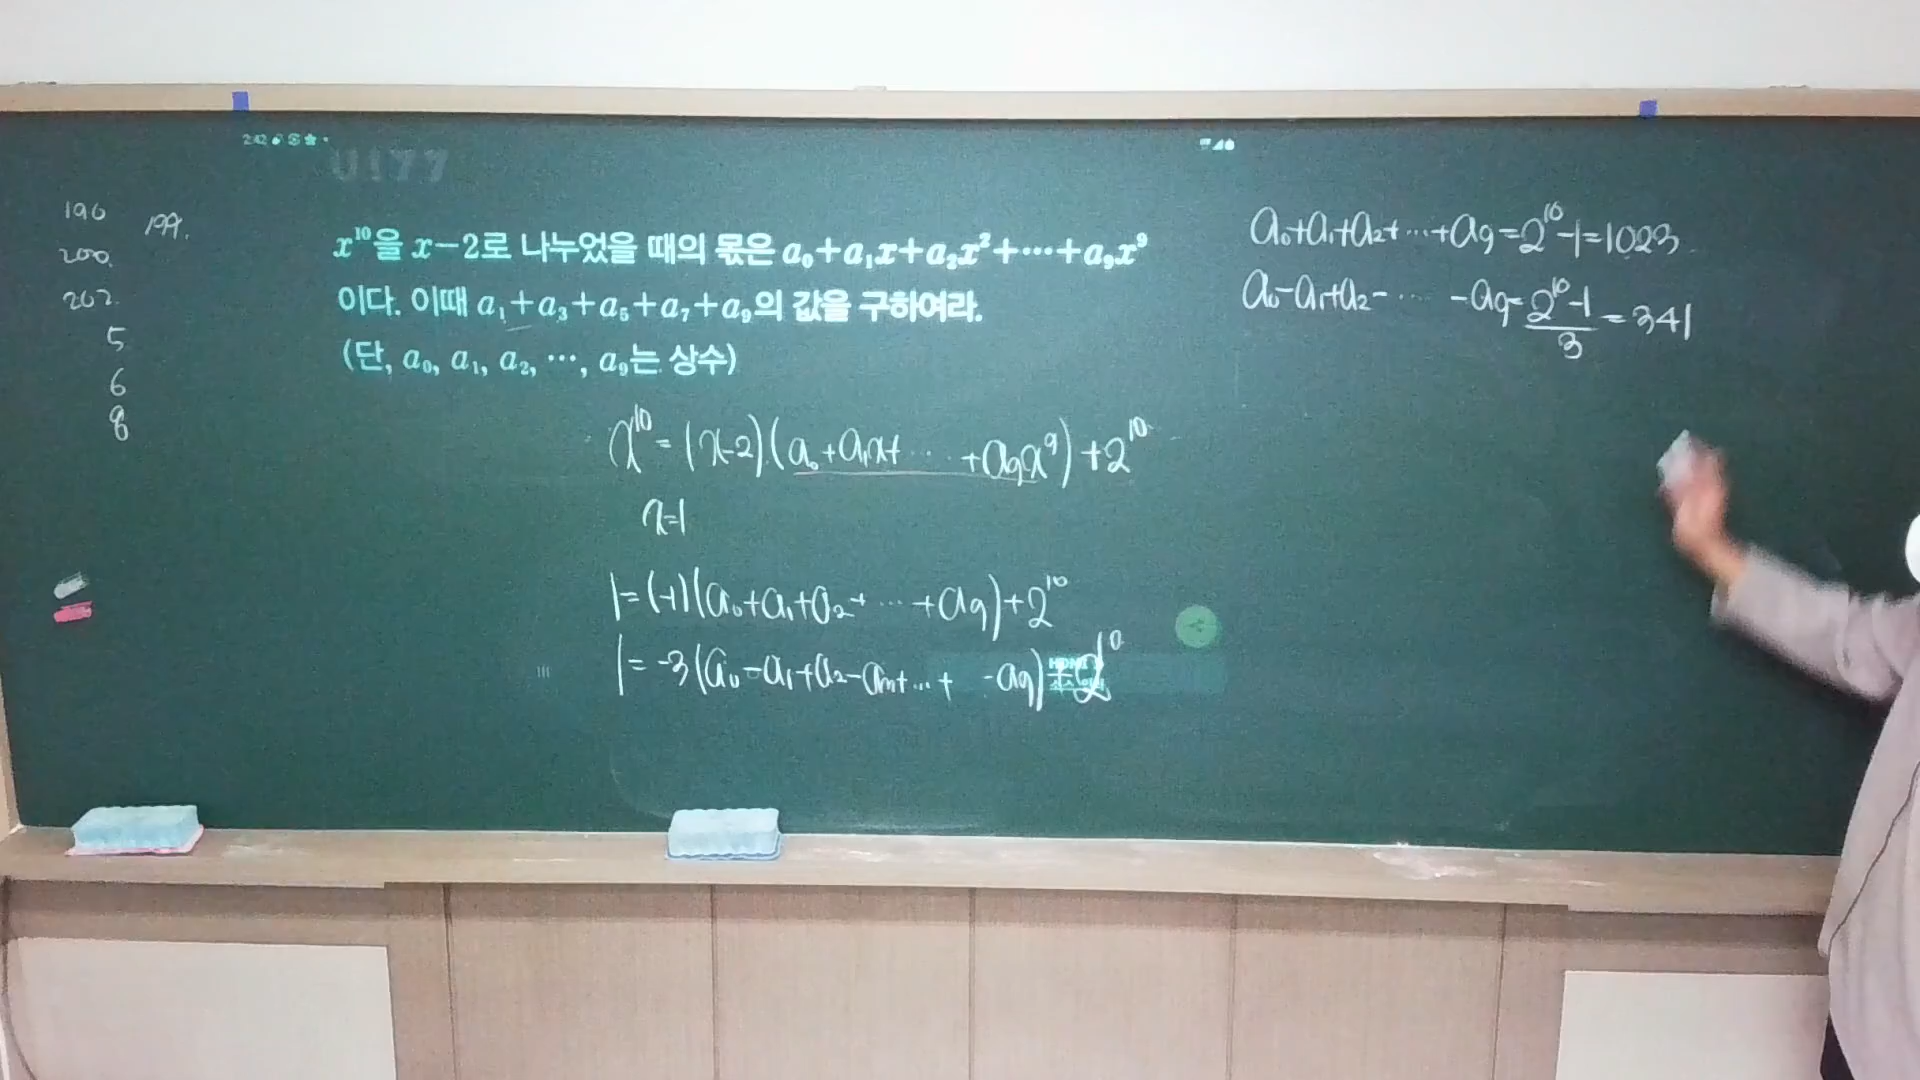 2:42
190
199.
200.
202.
5
6
8
x¹⁰을 x−2로 나누었을 때의 몫은 a₀+a₁x+a₂x²+⋯+a₉x⁹
이다. 이때 a₁+a₃+a₅+a₇+a₉의 값을 구하여라.
(단, a₀, a₁, a₂, ⋯, a₉는 상수)
x¹⁰=(x-2)(a₀+a₁x+⋯+a₉x⁹)+2¹⁰
x=1
1=(-1)(a₀+a₁+a₂+⋯+a₉)+2¹⁰
1=-3(a₀-a₁+a₂-⋯+ -a₉)+2¹⁰
a₀+a₁+a₂+⋯+a₉=2¹⁰-1=1023
a₀-a₁+a₂-⋯-a₉=(2¹⁰-1)/3=341